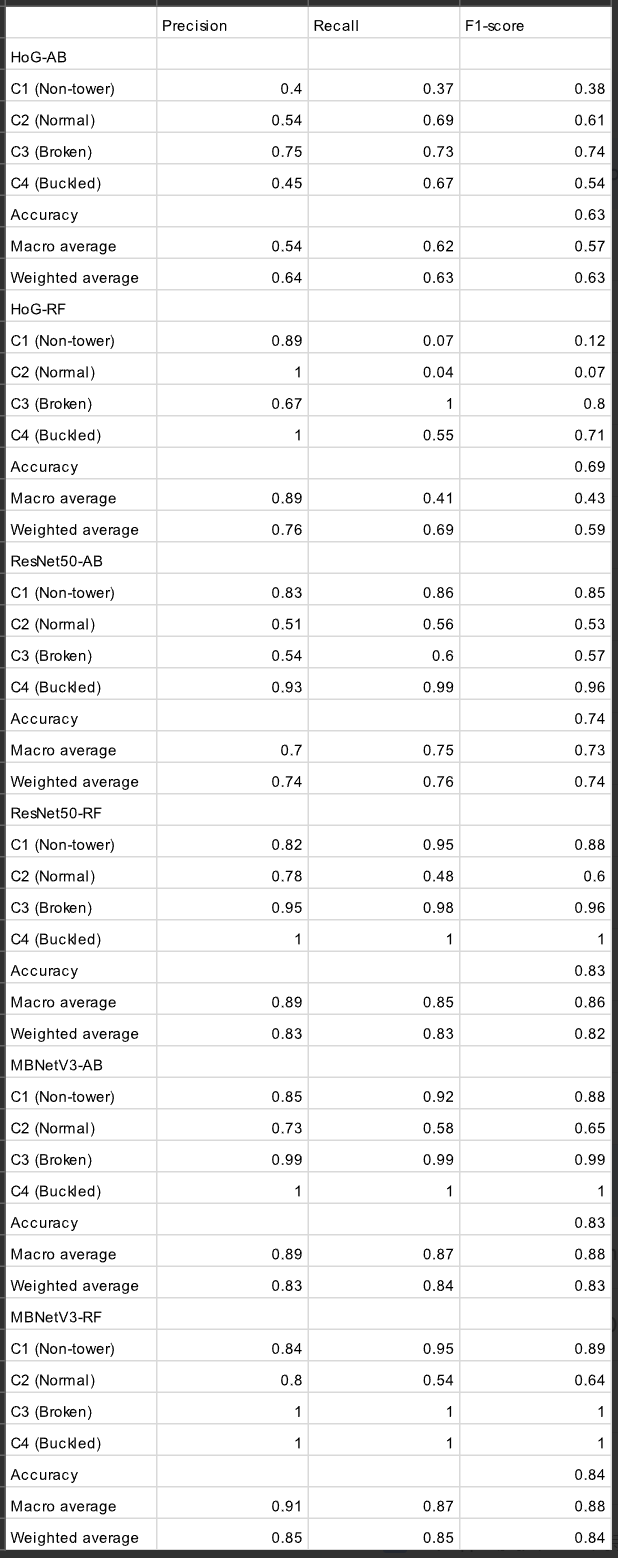 Precision Recall F1-score
HoG-AB
C1 (Non-tower) 0.4 0.37 0.38
C2 (Normal) 0.54 0.69 0.61
C3 (Broken) 0.75 0.73 0.74
C4 (Buckled) 0.45 0.67 0.54
Accuracy 0.63
Macro average 0.54 0.62 0.57
Weighted average 0.64 0.63 0.63
HoG-RF
C1 (Non-tower) 0.89 0.07 0.12
C2 (Normal) 1 0.04 0.07
C3 (Broken) 0.67 1 0.8
C4 (Buckled) 1 0.55 0.71
Accuracy 0.69
Macro average 0.89 0.41 0.43
Weighted average 0.76 0.69 0.59
ResNet50-AB
C1 (Non-tower) 0.83 0.86 0.85
C2 (Normal) 0.51 0.56 0.53
C3 (Broken) 0.54 0.6 0.57
C4 (Buckled) 0.93 0.99 0.96
Accuracy 0.74
Macro average 0.7 0.75 0.73
Weighted average 0.74 0.76 0.74
ResNet50-RF
C1 (Non-tower) 0.82 0.95 0.88
C2 (Normal) 0.78 0.48 0.6
C3 (Broken) 0.95 0.98 0.96
C4 (Buckled) 1 1 1
Accuracy 0.83
Macro average 0.89 0.85 0.86
Weighted average 0.83 0.83 0.82
MBNetV3-AB
C1 (Non-tower) 0.85 0.92 0.88
C2 (Normal) 0.73 0.58 0.65
C3 (Broken) 0.99 0.99 0.99
C4 (Buckled) 1 1 1
Accuracy 0.83
Macro average 0.89 0.87 0.88
Weighted average 0.83 0.84 0.83
MBNetV3-RF
C1 (Non-tower) 0.84 0.95 0.89
C2 (Normal) 0.8 0.54 0.64
C3 (Broken) 1 1 1
C4 (Buckled) 1 1 1
Accuracy 0.84
Macro average 0.91 0.87 0.88
Weighted average 0.85 0.85 0.84